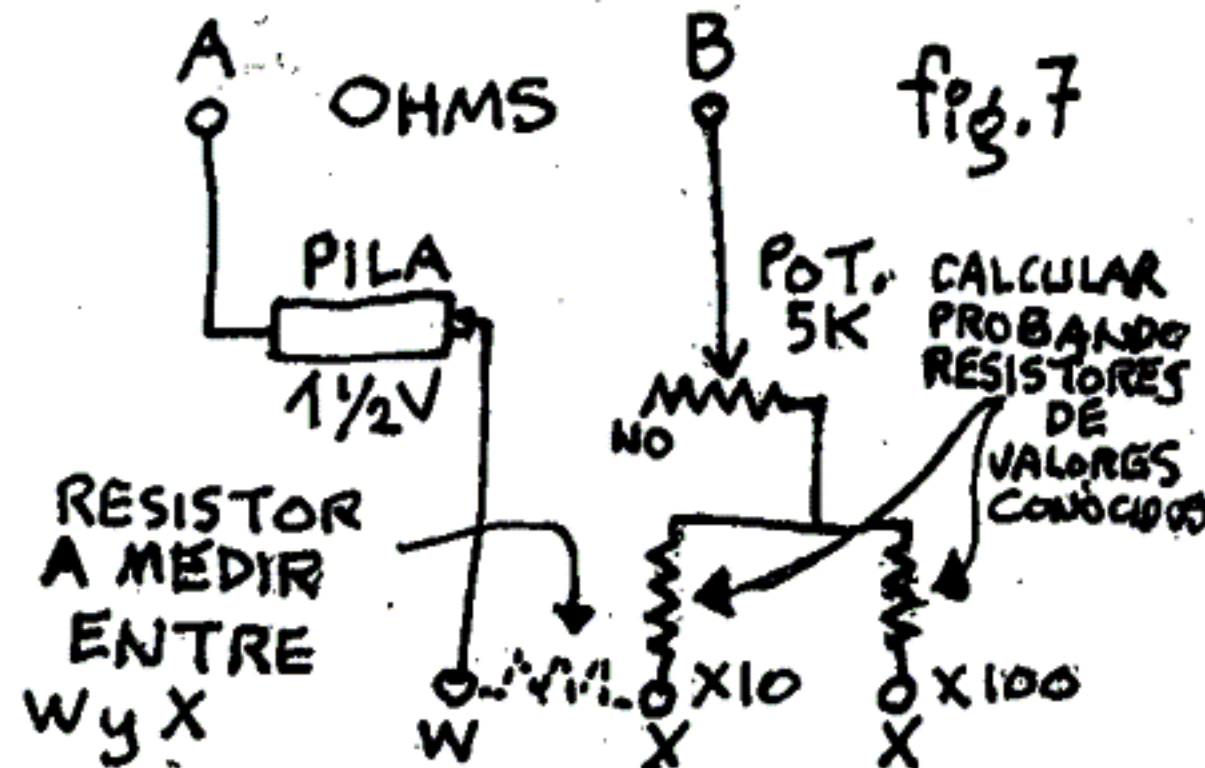 A
OHMS
B
fig.7
PILA
1½V
POT.
5K
CALCULAR
PROBANDO
RESISTORES
DE
VALORES
CONOCIDOS
NO
RESISTOR
A MEDIR
ENTRE
W y X
W
X10
X
X100
X